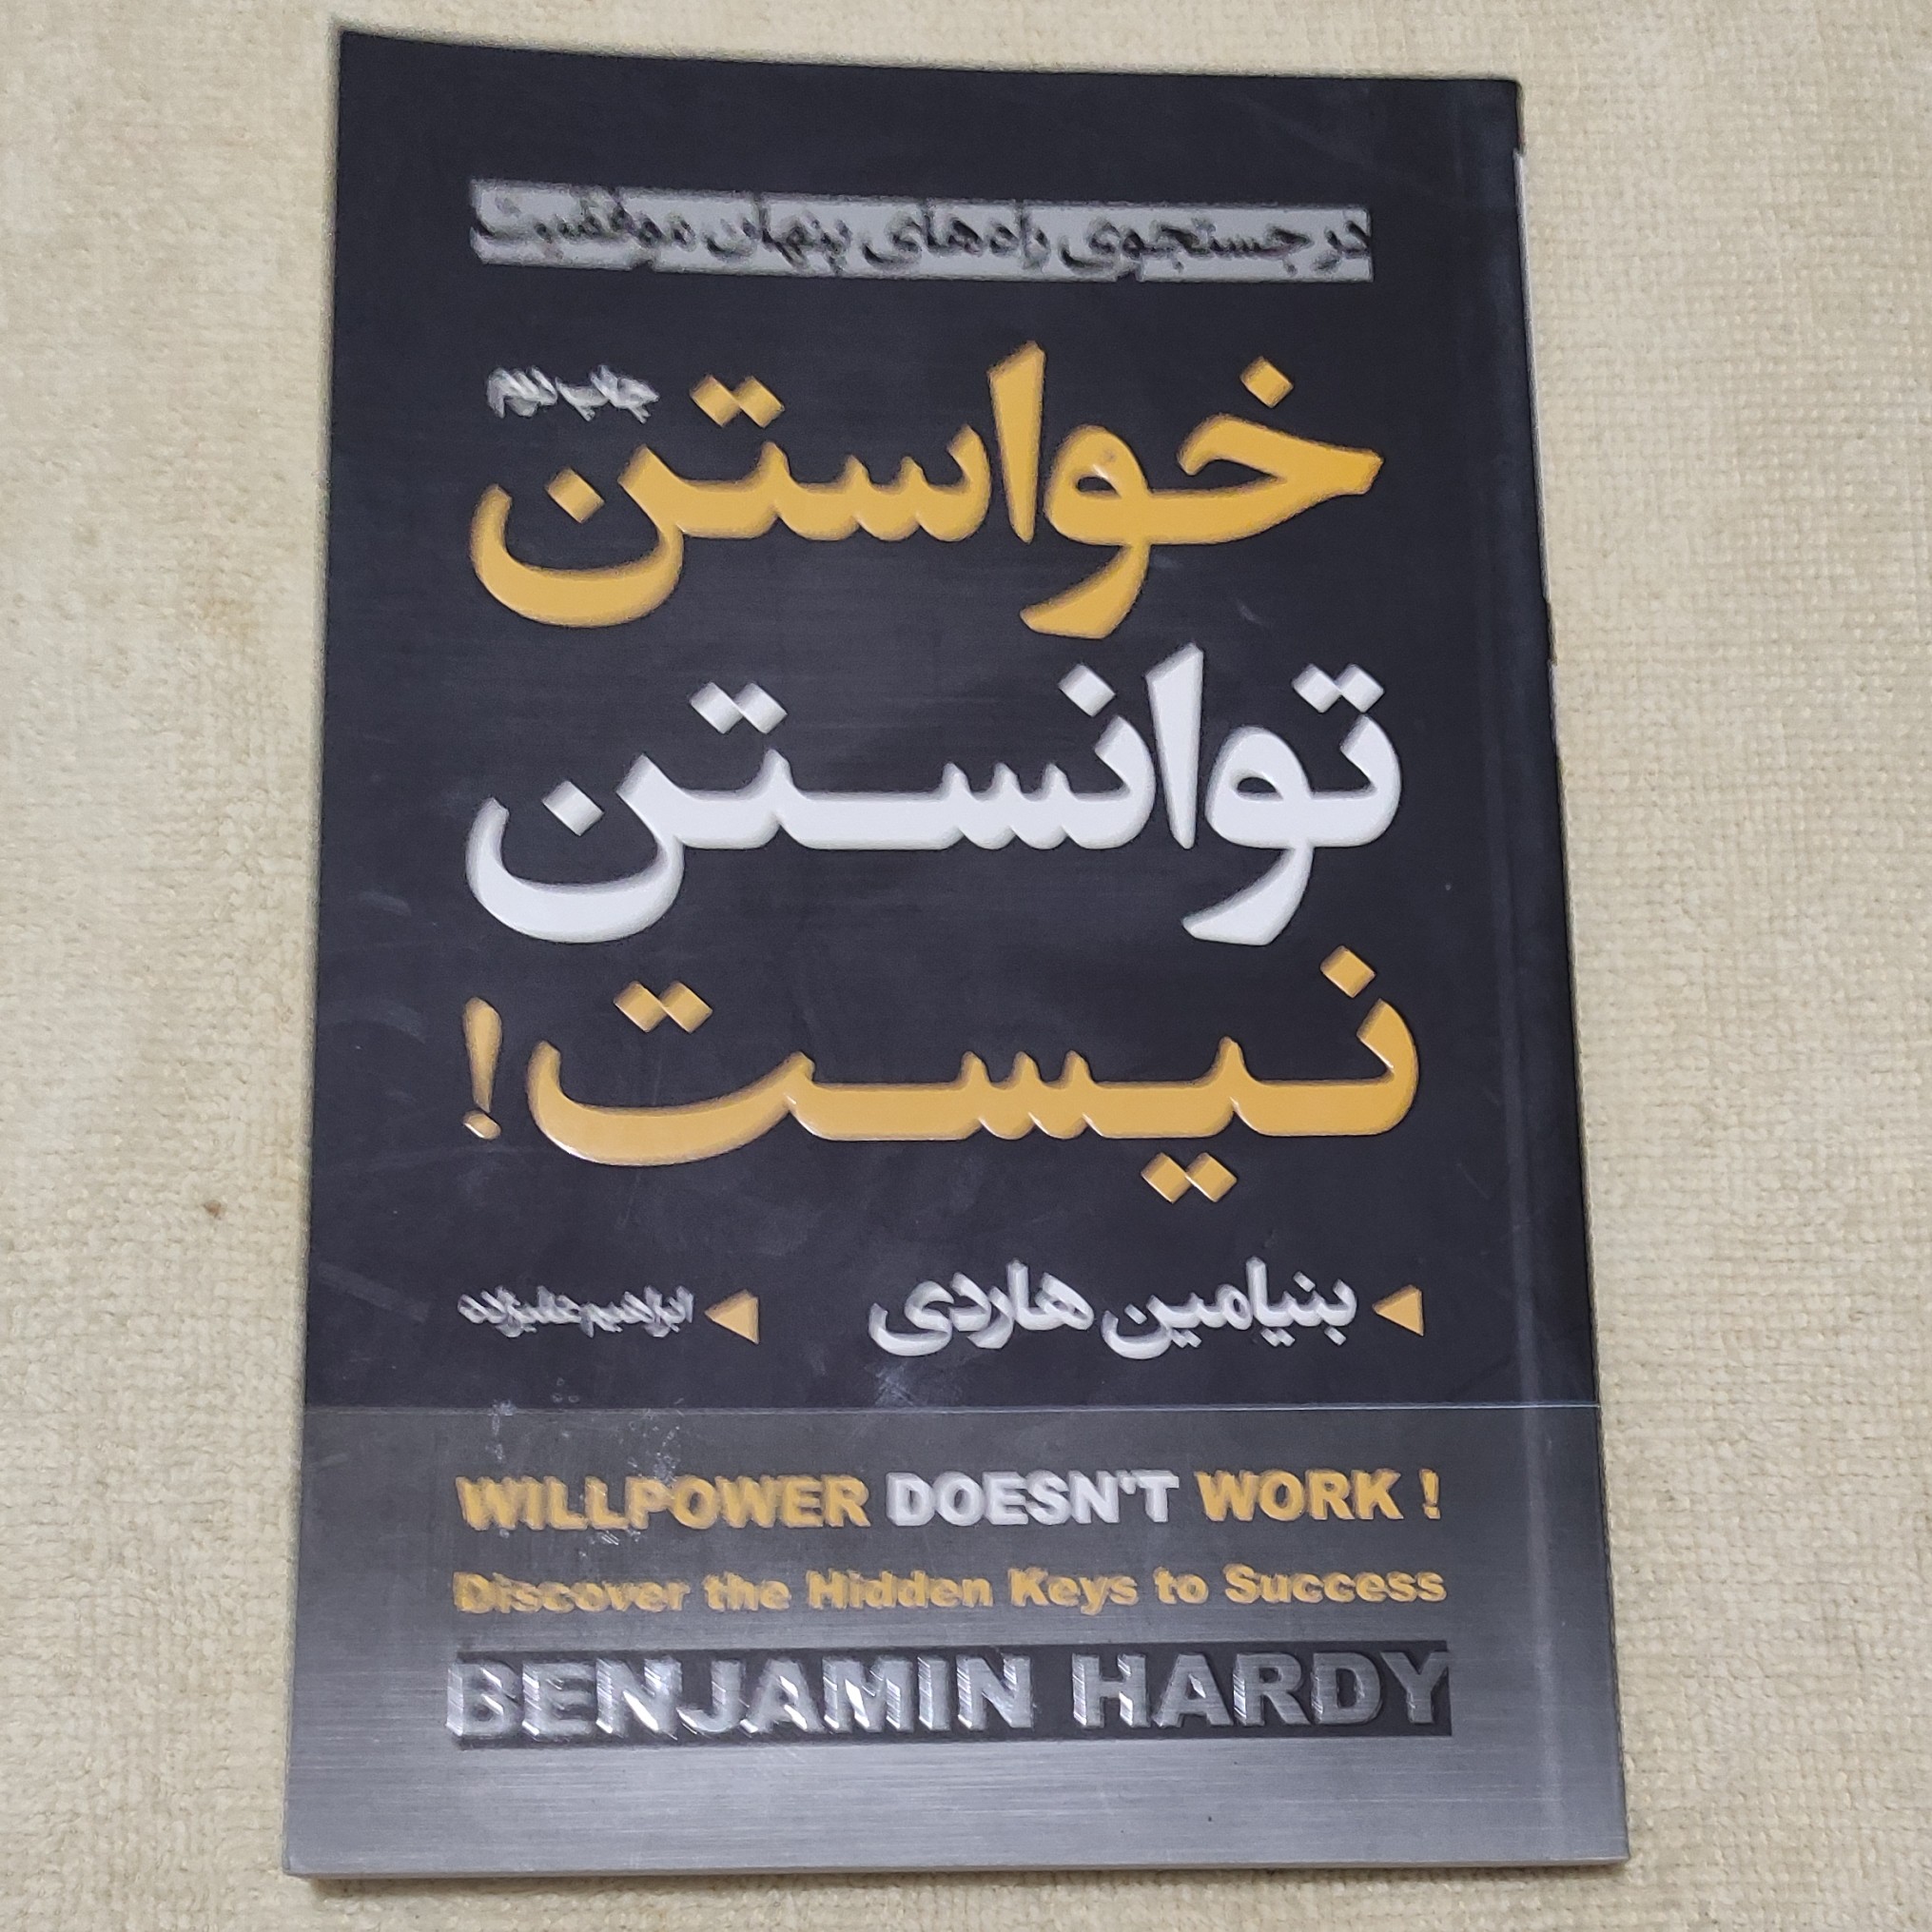 در جستجوی راه‌های پنهان موفقیت
چاپ دوم
خواستن
توانستن
نیست!
بنیامین هاردی
ابراهیم علیزاده
WILLPOWER DOESN'T WORK !
Discover the Hidden Keys to Success
BENJAMIN HARDY